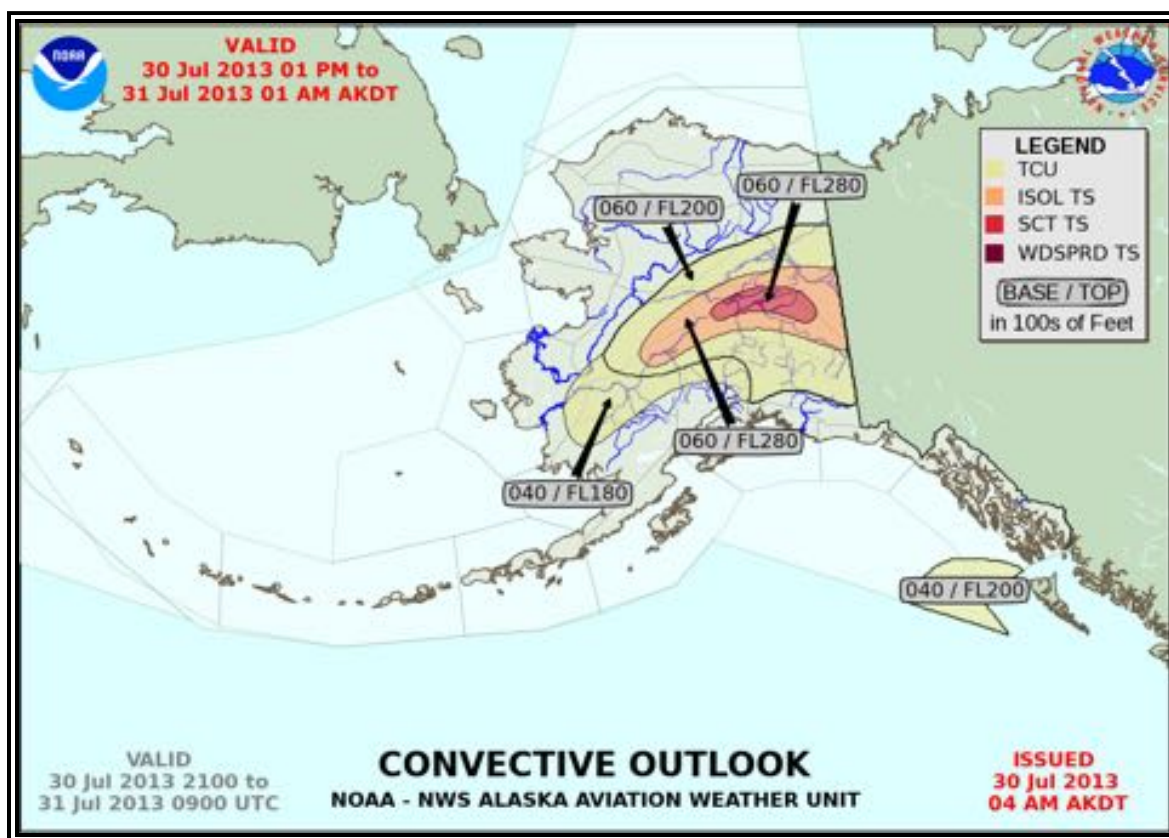 NOAA
VALID
30 Jul 2013 01 PM to
31 Jul 2013 01 AM AKDT
NATIONAL WEATHER SERVICE
LEGEND
TCU
ISOL TS
SCT TS
WDSPRD TS
BASE / TOP
in 100s of Feet
060 / FL280
060 / FL200
060 / FL280
040 / FL180
040 / FL200
VALID
30 Jul 2013 2100 to
31 Jul 2013 0900 UTC
CONVECTIVE OUTLOOK
NOAA - NWS ALASKA AVIATION WEATHER UNIT
ISSUED
30 Jul 2013
04 AM AKDT